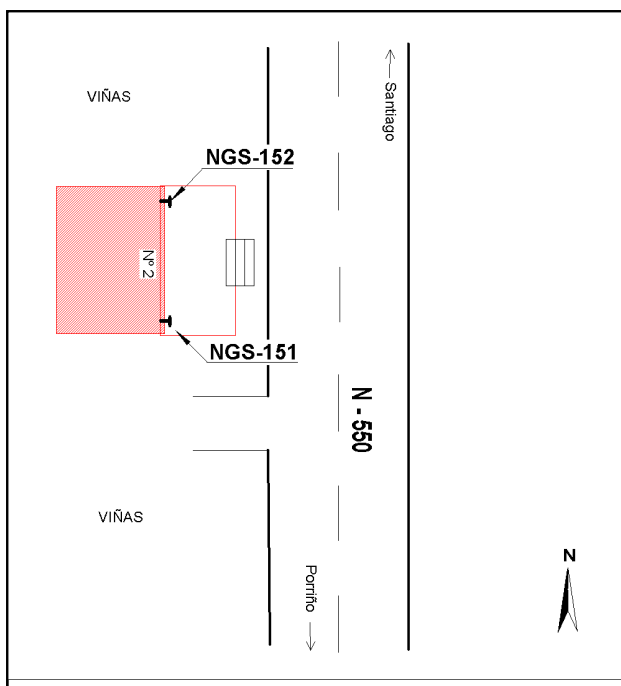 VIÑAS
Santiago
NGS-152
Nº 2
NGS-151
N - 550
VIÑAS
Porriño
N